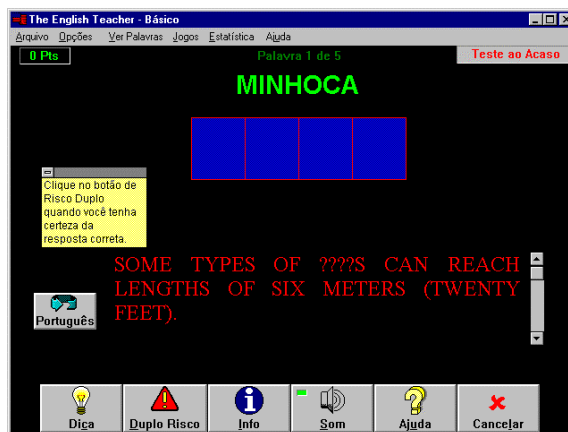 The English Teacher - Básico
Arquivo Opções Ver Palavras Jogos Estatística Ajuda
0 Pts Palavra 1 de 5 Teste ao Acaso
MINHOCA
Clique no botão de
Risco Duplo
quando você tenha
certeza da
resposta correta.
SOME TYPES OF ????S CAN REACH
LENGTHS OF SIX METERS (TWENTY
FEET).
Português
Dica Duplo Risco Info Som Ajuda Cancelar